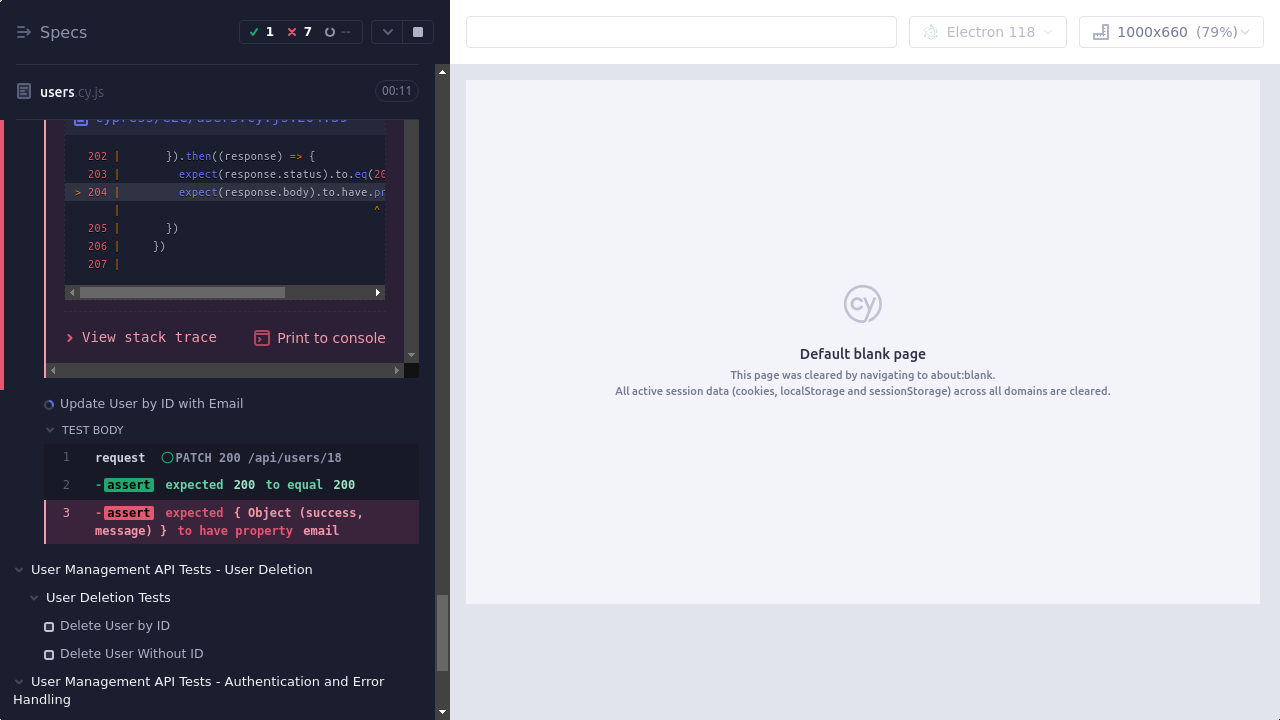 Specs
1
7
--
users.cy.js
00:11
202 | }).then((response) => {
203 | expect(response.status).to.eq(20
> 204 | expect(response.body).to.have.pr
| ^
205 | })
206 | })
207 |
View stack trace
Print to console
Update User by ID with Email
TEST BODY
1 request PATCH 200 /api/users/18
2 -assert expected 200 to equal 200
3 -assert expected { Object (success,
message) } to have property email
User Management API Tests - User Deletion
User Deletion Tests
Delete User by ID
Delete User Without ID
User Management API Tests - Authentication and Error
Handling
Electron 118
1000x660 (79%)
cy
Default blank page
This page was cleared by navigating to about:blank.
All active session data (cookies, localStorage and sessionStorage) across all domains are cleared.